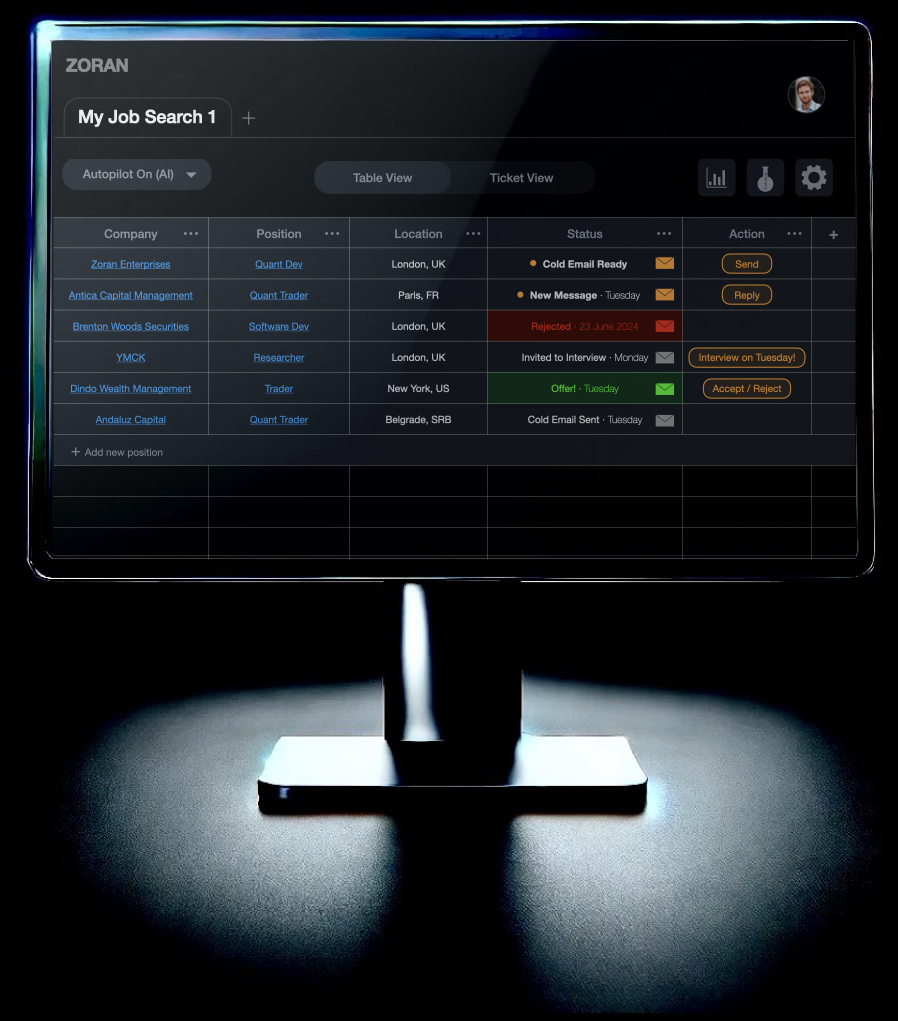 ZORAN
My Job Search 1 +
Autopilot On (AI) Table View Ticket View
Company ••• Position ••• Location ••• Status ••• Action ••• +
Zoran Enterprises Quant Dev London, UK • Cold Email Ready Send
Antica Capital Management Quant Trader Paris, FR • New Message · Tuesday Reply
Brenton Woods Securities Software Dev London, UK Rejected · 23 June 2024
YMCK Researcher London, UK Invited to Interview · Monday Interview on Tuesday!
Dindo Wealth Management Trader New York, US Offer! · Tuesday Accept / Reject
Andaluz Capital Quant Trader Belgrade, SRB Cold Email Sent · Tuesday
+ Add new position